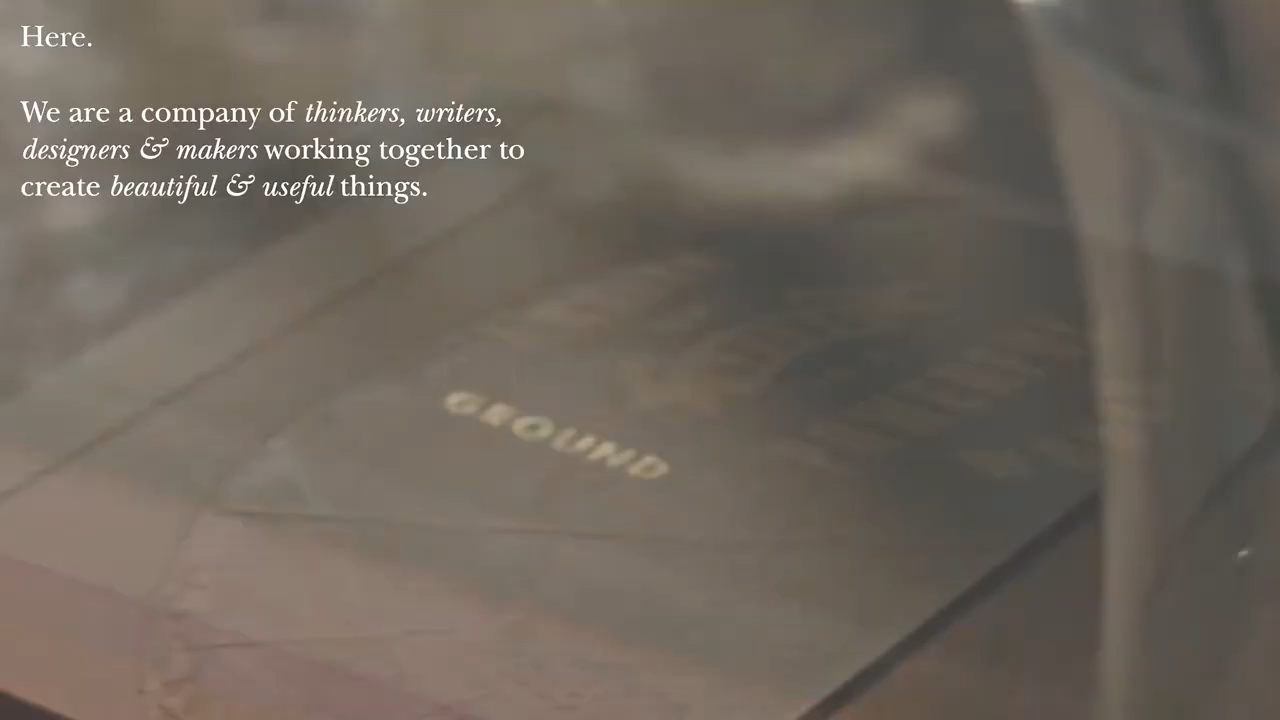 Here.
We are a company of thinkers, writers,
designers & makers working together to
create beautiful & useful things.
GROUND